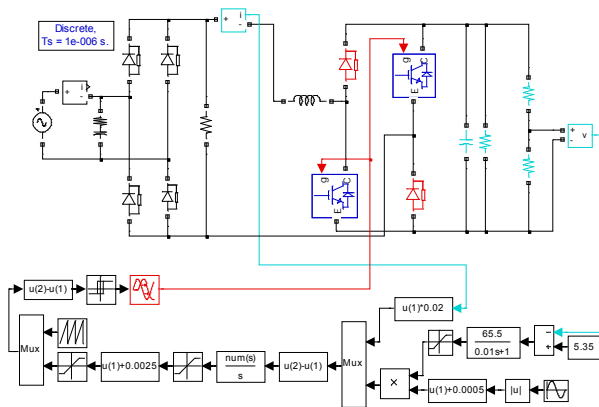 Discrete,
Ts = 1e-006 s.
i
+
-
i
+
-
g
C
E
g
C
E
+
-
v
u(2)-u(1)
Mux
u(1)+0.0025
num(s)
s
u(2)-u(1)
Mux
u(1)*0.02
65.5
0.01s+1
−
+
5.35
×
u(1)+0.0005
|u|